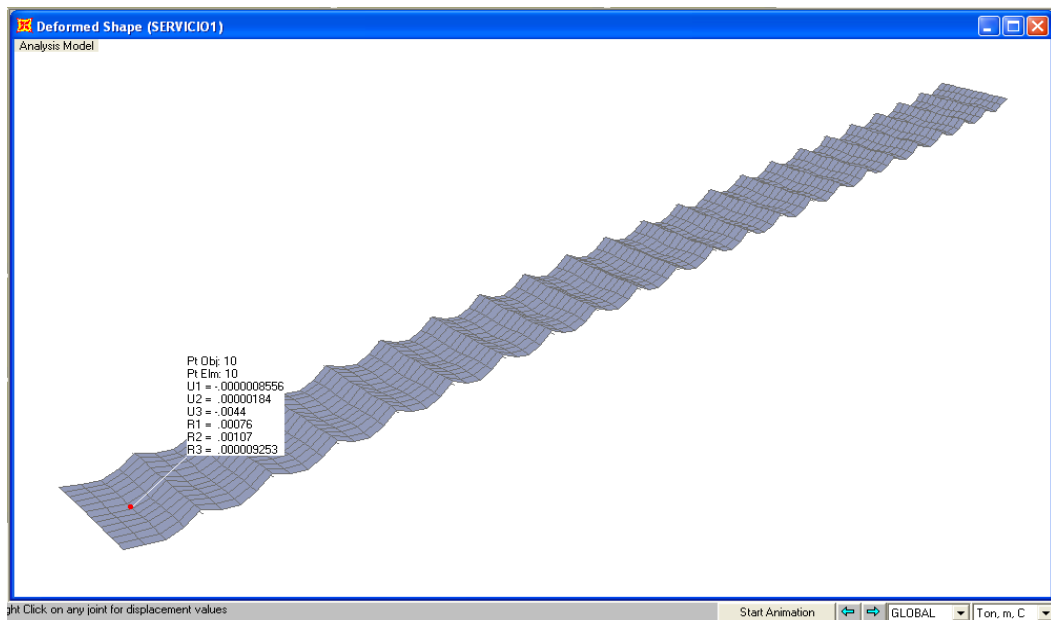 Deformed Shape (SERVICIO1)
Analysis Model
Pt Obj: 10
Pt Elm: 10
U1 = -.0000008556
U2 = .00000184
U3 = -.0044
R1 = .00076
R2 = .00107
R3 = .000009253
ght Click on any joint for displacement values
Start Animation
GLOBAL
Ton, m, C